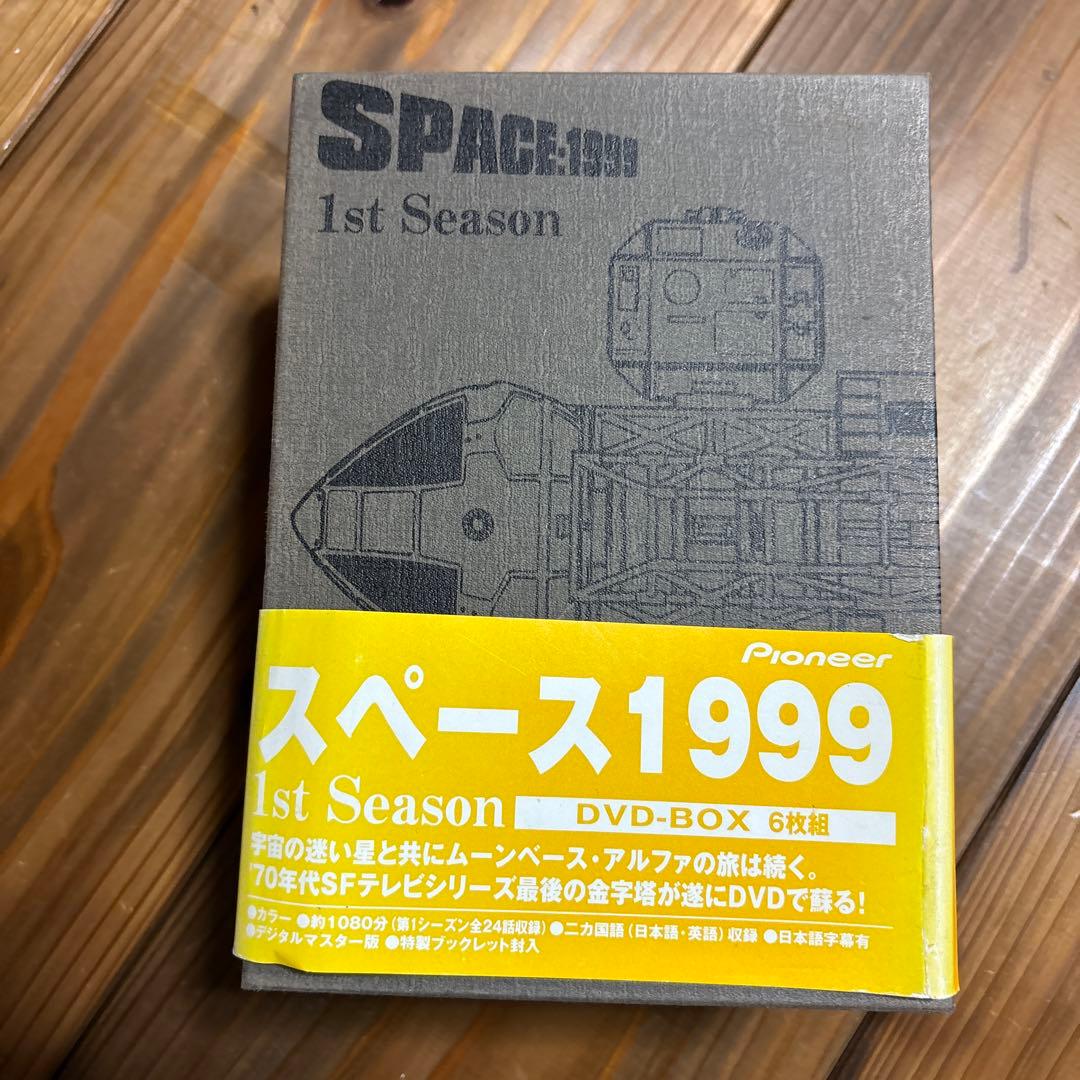 SPACE:1999
1st Season
Pioneer
スペース1999
1st Season
DVD-BOX 6枚組
宇宙の迷い星と共にムーンベース・アルファの旅は続く。
'70年代SFテレビシリーズ最後の金字塔が遂にDVDで蘇る!
●カラー ●約1080分(第1シーズン全24話収録) ●二カ国語(日本語・英語)収録 ●日本語字幕有
●デジタルマスター版 ●特製ブックレット封入